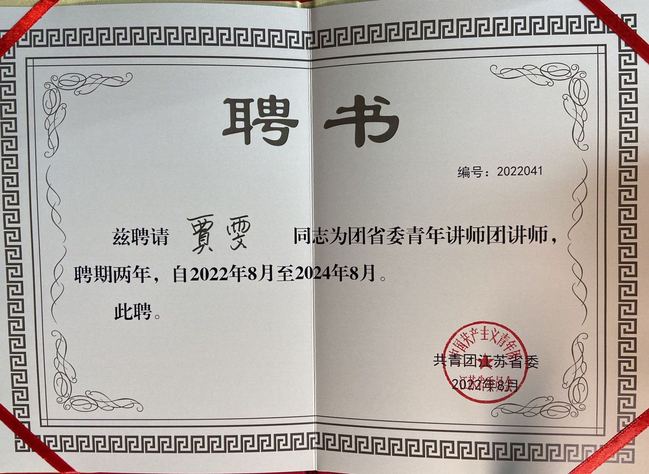 聘书
编号：2022041
兹聘请 賈雯 同志为团省委青年讲师团讲师，
聘期两年，自2022年8月至2024年8月。
此聘。
共青团江苏省委
2022年8月